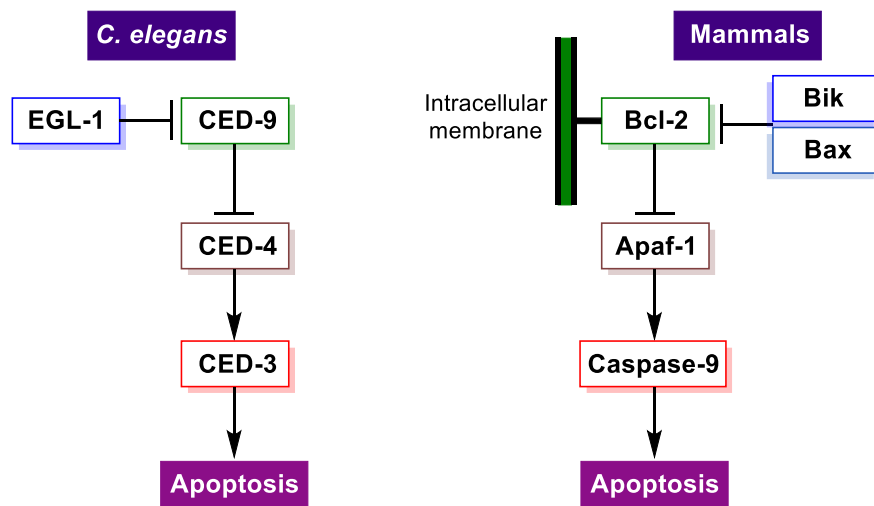 C. elegans
EGL-1
CED-9
CED-4
CED-3
Apoptosis
Mammals
Intracellular
membrane
Bcl-2
Bik
Bax
Apaf-1
Caspase-9
Apoptosis